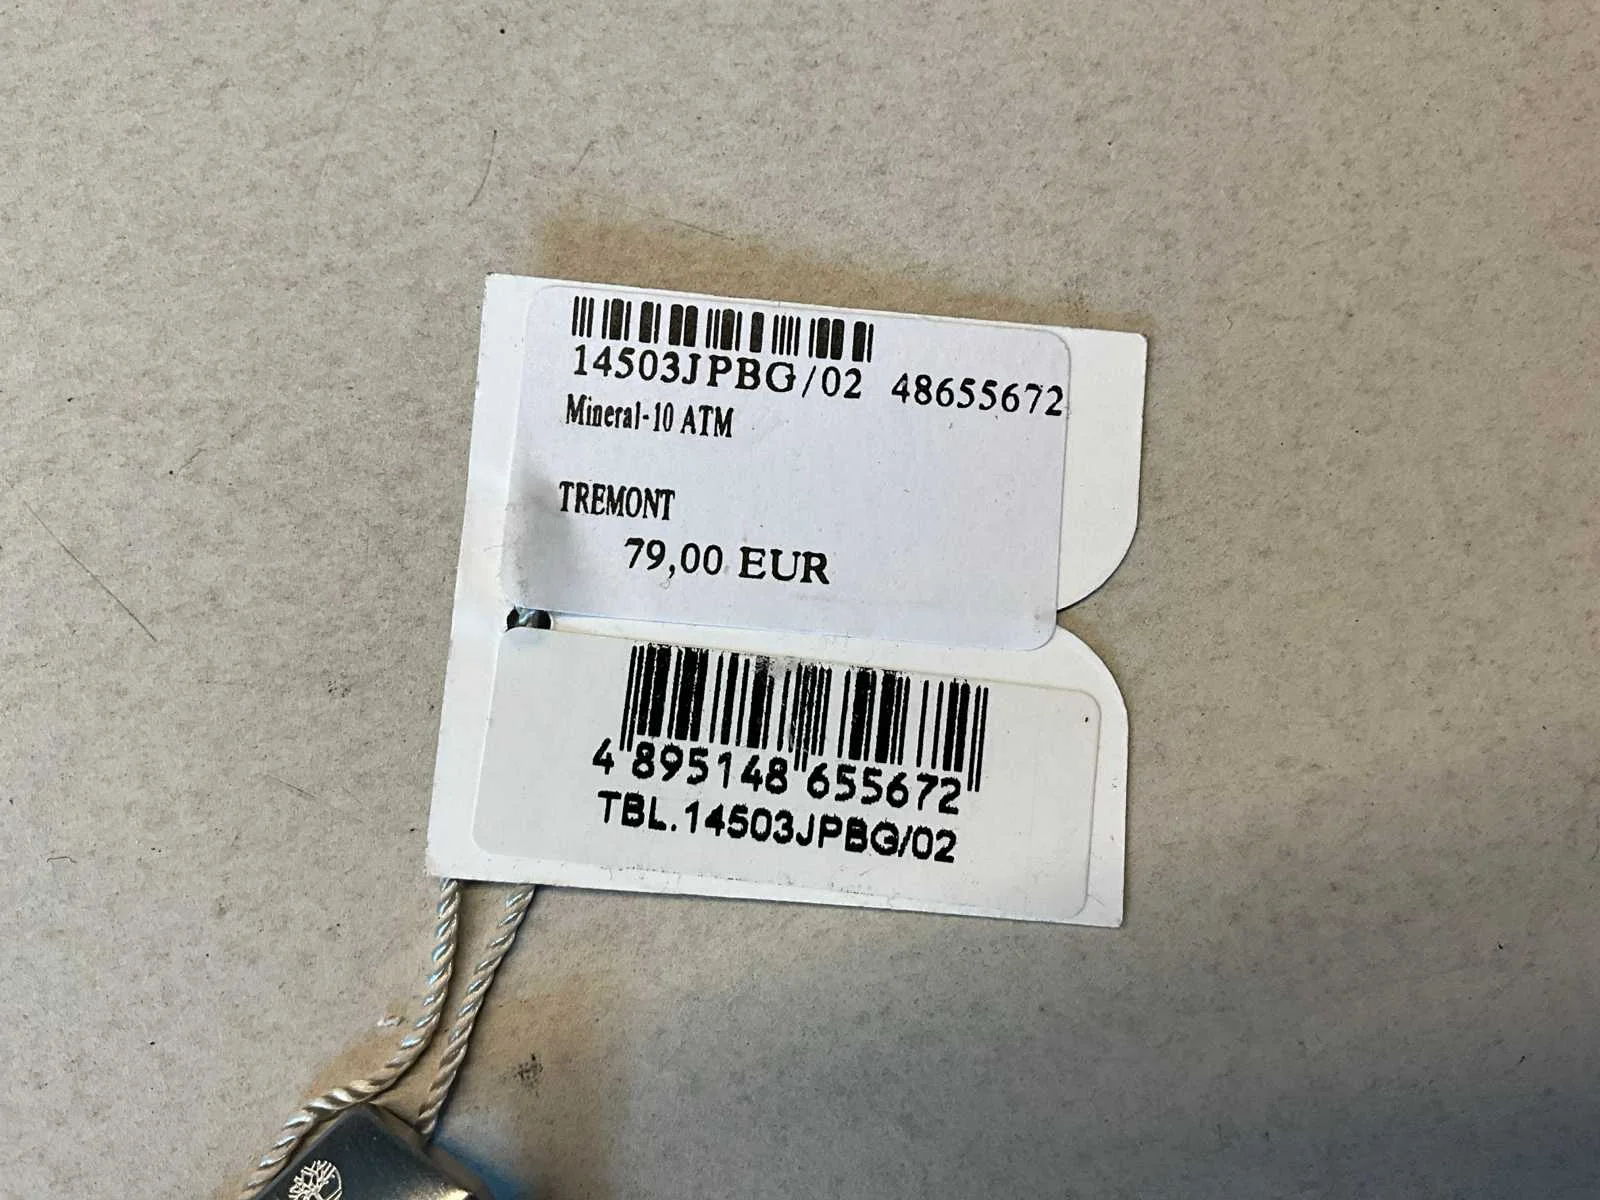 14503JPBG/02 48655672
Mineral-10 ATM
TREMONT
79,00 EUR
4 895148 655672
TBL.14503JPBG/02